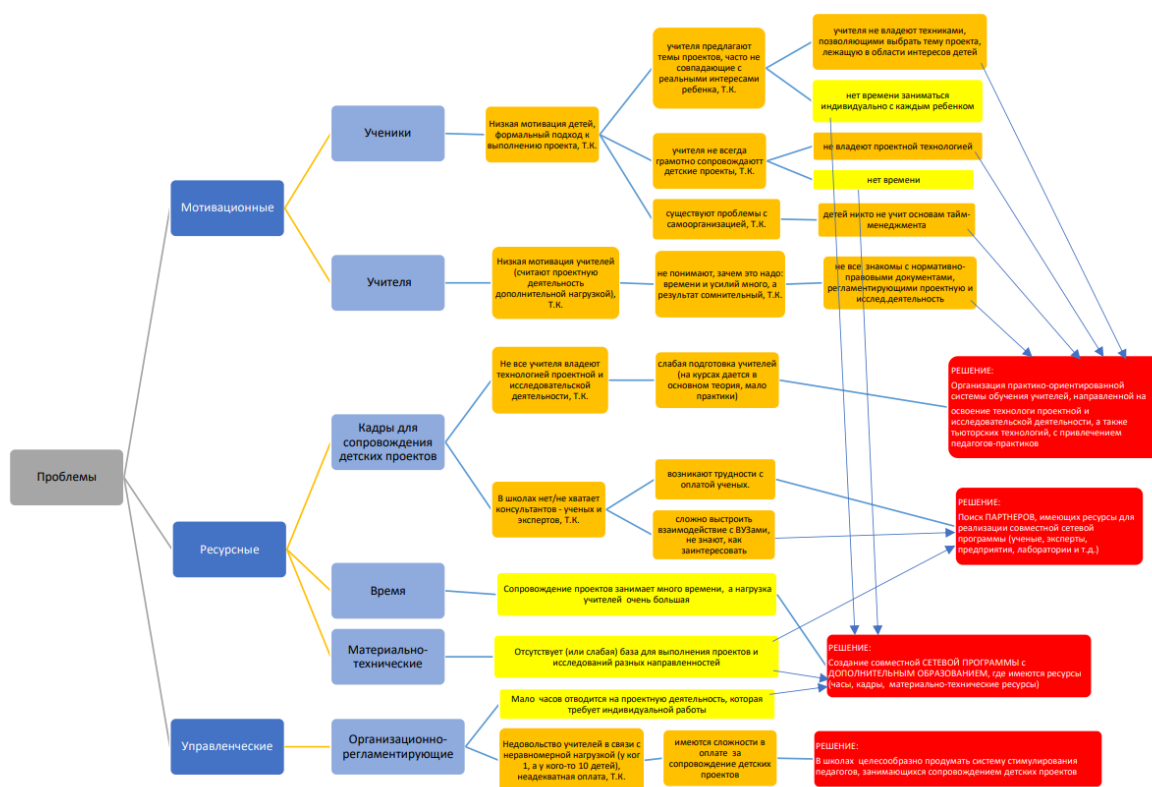 Проблемы
Мотивационные
Ученики
Низкая мотивация детей,
формальный подход к
выполнению проекта, Т.К.
учителя предлагают
темы проектов, часто не
совпадающие с
реальными интересами
ребенка, Т.К.
учителя не владеют техниками,
позволяющими выбрать тему проекта,
лежащую в области интересов детей
нет времени заниматься
индивидуально с каждым ребенком
учителя не всегда
грамотно сопровождаютт
детские проекты, Т.К.
не владеют проектной технологией
нет времени
существуют проблемы с
самоорганизацией, Т.К.
детей никто не учит основам тайм-
менеджмента
Учителя
Низкая мотивация учителей
(считают проектную
деятельность
дополнительной нагрузкой),
Т.К.
не понимают, зачем это надо:
времени и усилий много, а
результат сомнительный, Т.К.
не все знакомы с нормативно-
правовыми документами,
регламентирующими проектную и
исслед.деятельность
Ресурсные
Кадры для
сопровождения
детских проектов
Не все учителя владеют
технологией проектной и
исследовательской
деятельности, Т.К.
слабая подготовка учителей
(на курсах дается в
основном теория, мало
практики)
РЕШЕНИЕ:
Организация практико-ориентированной
системы обучения учителей, направленной на
освоение технологи проектной и
исследовательской деятельности, а также
тьюторских технологий, с привлечением
педагогов-практиков
В школах нет/не хватает
консультантов - ученых и
экспертов, Т.К.
возникают трудности с
оплатой ученых.
сложно выстроить
взаимодействие с ВУЗами,
не знают, как
заинтересовать
РЕШЕНИЕ:
Поиск ПАРТНЕРОВ, имеющих ресурсы для
реализации совместной сетевой
программы (ученые, эксперты,
предприятия, лаборатории и т.д.)
Время
Сопровождение проектов занимает много времени, а нагрузка
учителей очень большая
Материально-
технические
Отсутствует (или слабая) база для выполнения проектов и
исследований разных направленностей
РЕШЕНИЕ:
Создание совместной СЕТЕВОЙ ПРОГРАММЫ с
ДОПОЛНИТЕЛЬНЫМ ОБРАЗОВАНИЕМ, где имеются ресурсы
(часы, кадры, материально-технические ресурсы)
Управленческие
Организационно-
регламентирующие
Мало часов отводится на проектную деятельность, которая
требует индивидуальной работы
Недовольство учителей в связи с
неравномерной нагрузкой (у ког
1, а у кого-то 10 детей),
неадекватная оплата, Т.К.
имеются сложности в
оплате за
сопровождение детских
проектов
РЕШЕНИЕ:
В школах целесообразно продумать систему стимулирования
педагогов, занимающихся сопровождением детских проектов